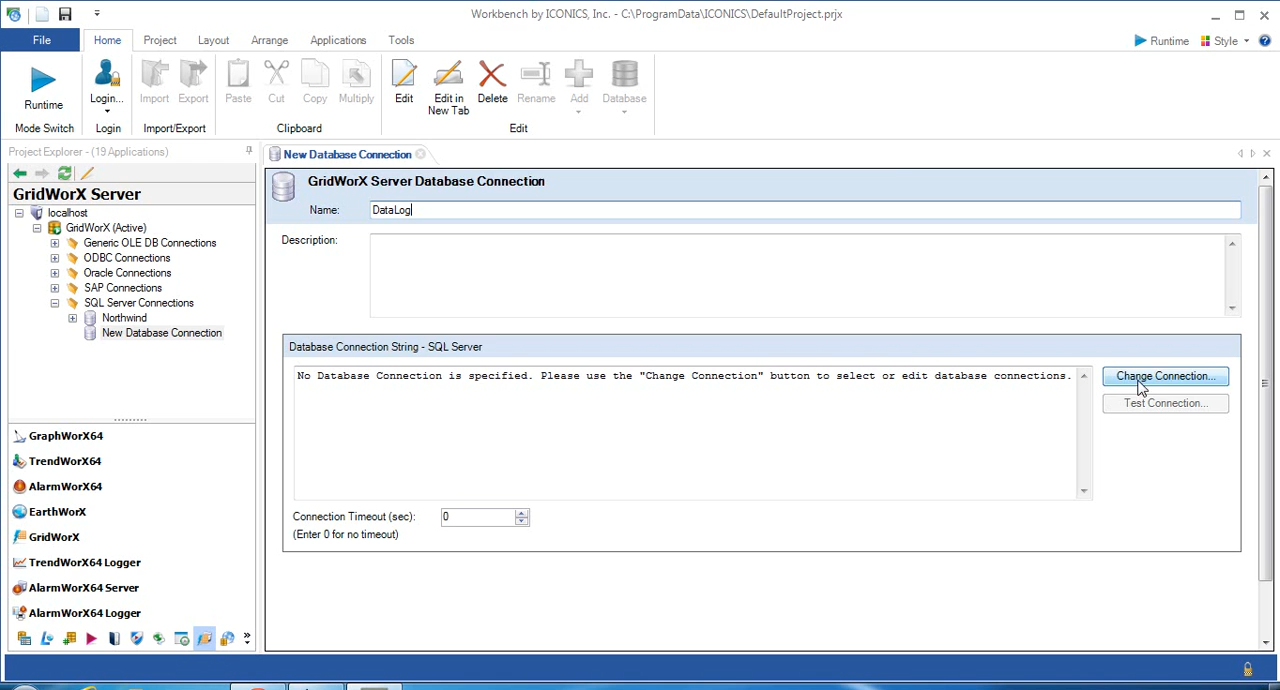 Workbench by ICONICS, Inc. - C:\ProgramData\ICONICS\DefaultProject.prjx
File Home Project Layout Arrange Applications Tools Runtime Style
Runtime Login... Import Export Paste Cut Copy Multiply Edit Edit in New Tab Delete Rename Add Database
Mode Switch Login Import/Export Clipboard Edit
Project Explorer - (19 Applications)
New Database Connection
GridWorX Server
GridWorX Server Database Connection
Name: DataLog
Description:
localhost
GridWorX (Active)
Generic OLE DB Connections
ODBC Connections
Oracle Connections
SAP Connections
SQL Server Connections
Northwind
New Database Connection
Database Connection String - SQL Server
No Database Connection is specified. Please use the "Change Connection" button to select or edit database connections.
Change Connection...
Test Connection...
Connection Timeout (sec): 0
(Enter 0 for no timeout)
GraphWorX64
TrendWorX64
AlarmWorX64
EarthWorX
GridWorX
TrendWorX64 Logger
AlarmWorX64 Server
AlarmWorX64 Logger